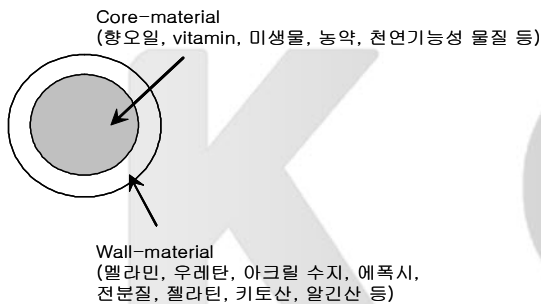 Core-material
(향오일, vitamin, 미생물, 농약, 천연기능성 물질 등)
Wall-material
(멜라민, 우레탄, 아크릴 수지, 에폭시,
전분질, 젤라틴, 키토산, 알긴산 등)